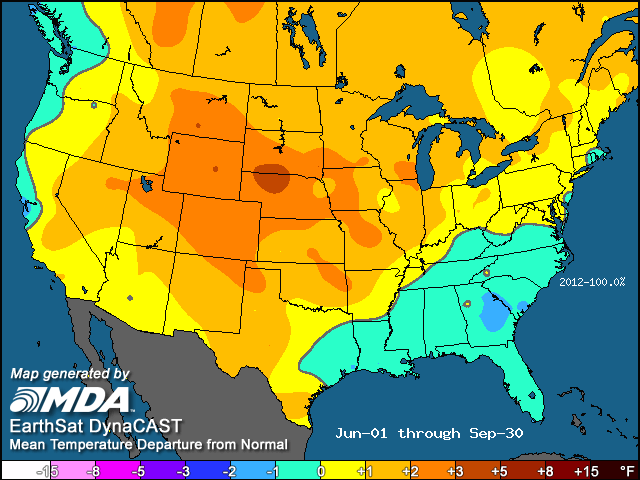 2012-100.0%
Map generated by
MDA
EarthSat DynaCAST
Mean Temperature Departure from Normal
Jun-01 through Sep-30
-15 -8 -5 -3 -2 -1 0 +1 +2 +3 +5 +8 +15 °F